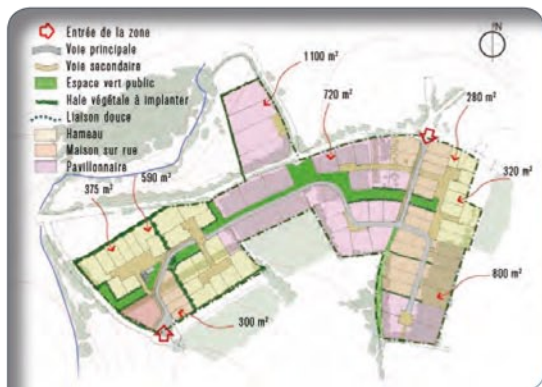 N
Entrée de la zone
Voie principale
Voie secondaire
Espace vert public
Haie végétale à implanter
Liaison douce
Hameau
Maison sur rue
Pavillonnaire
1100 m²
720 m²
280 m²
590 m²
375 m²
320 m²
800 m²
300 m²